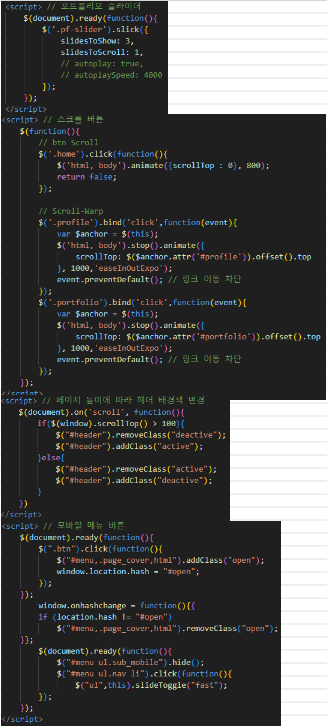 <script> // 포트폴리오 슬라이더
$(document).ready(function(){
$('.pf-slider').slick({
slidesToShow: 3,
slidesToScroll: 1,
// autoplay: true,
// autoplaySpeed: 4000
});
});
</script>
<script> // 스크롤 버튼
$(function(){
// btn Scroll
$('.home').click(function(){
$('html, body').animate({scrollTop : 0}, 800);
return false;
});
// Scroll-Warp
$('.profile').bind('click',function(event){
var $anchor = $(this);
$('html, body').stop().animate({
scrollTop: $($anchor.attr('#profile')).offset().top
}, 1000,'easeInOutExpo');
event.preventDefault(); // 링크 이동 차단
});
$('.portfolio').bind('click',function(event){
var $anchor = $(this);
$('html, body').stop().animate({
scrollTop: $($anchor.attr('#portfolio')).offset().top
}, 1000,'easeInOutExpo');
event.preventDefault(); // 링크 이동 차단
});
});
</script>
<script> // 페이지 높이에 따라 헤더 배경색 변경
$(document).on('scroll', function(){
if($(window).scrollTop() > 100){
$("#header").removeClass("deactive");
$("#header").addClass("active");
}else{
$("#header").removeClass("active");
$("#header").addClass("deactive");
}
})
</script>
<script> // 모바일 메뉴 버튼
$(document).ready(function(){
$(".btn").click(function(){
$("#menu,.page_cover,html").addClass("open");
window.location.hash = "#open";
});
});
window.onhashchange = function(){{
if (location.hash != "#open")
$("#menu,.page_cover,html").removeClass("open");
}};
$(document).ready(function(){
$("#menu ul.sub_mobile").hide();
$("#menu ul.nav li").click(function(){
$("ul",this).slideToggle("fast");
});
});
</script>